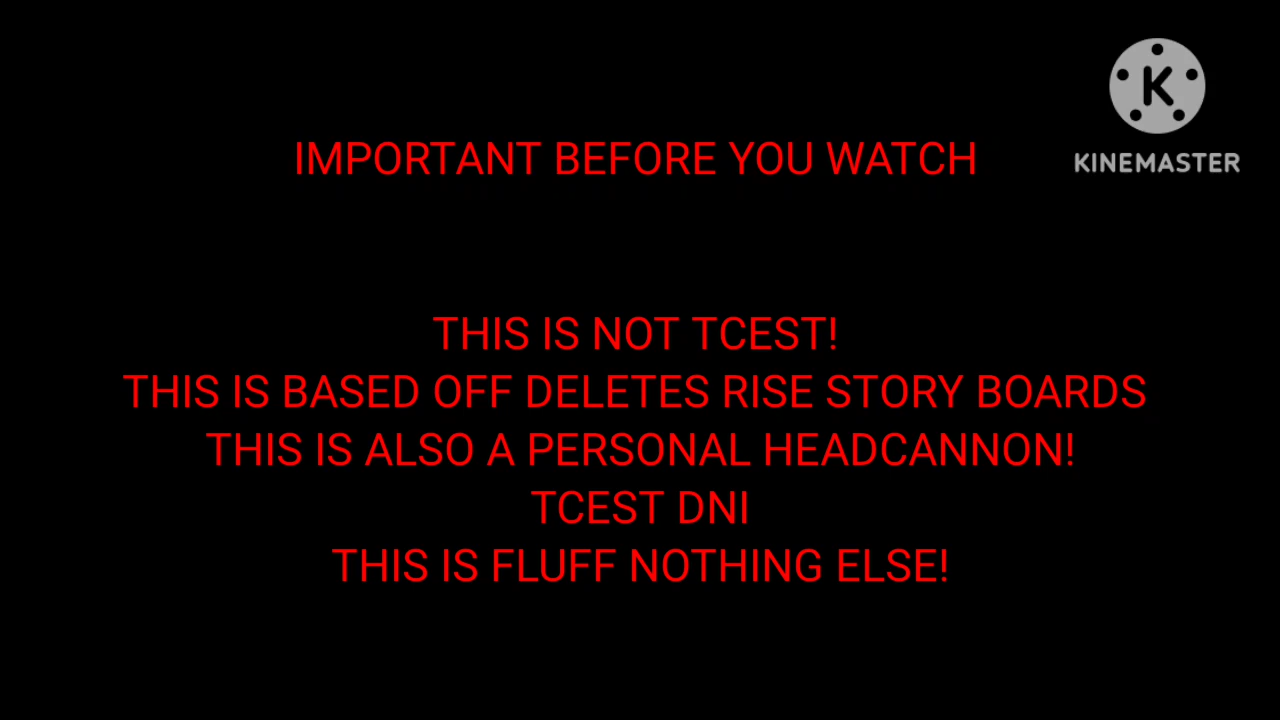 IMPORTANT BEFORE YOU WATCH
K
KINEMASTER
THIS IS NOT TCEST!
THIS IS BASED OFF DELETES RISE STORY BOARDS
THIS IS ALSO A PERSONAL HEADCANNON!
TCEST DNI
THIS IS FLUFF NOTHING ELSE!